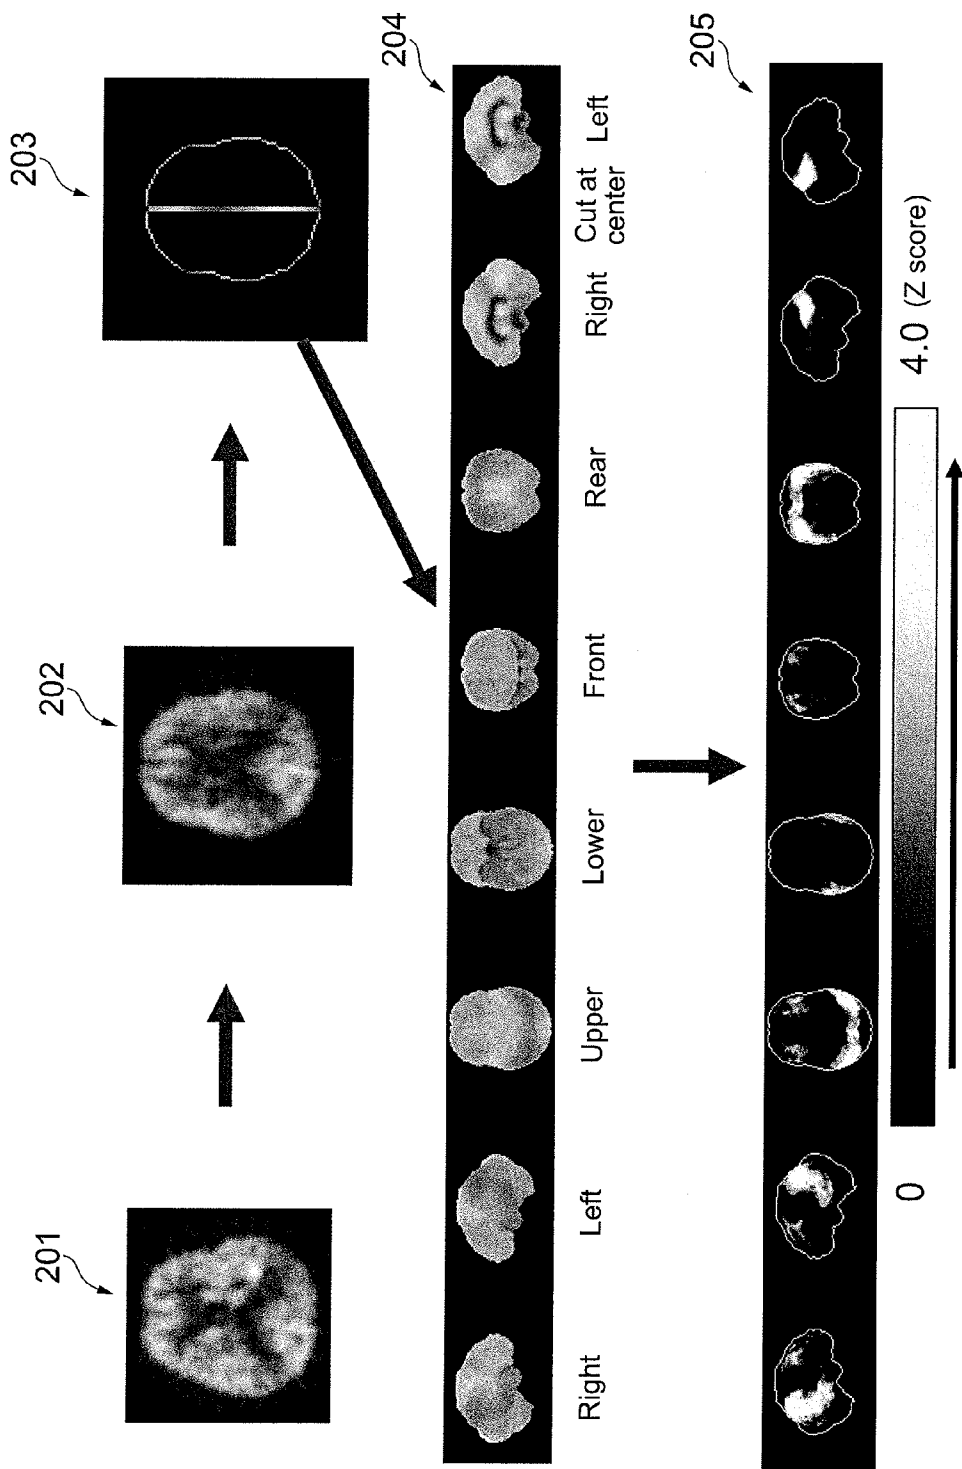 201
202
203
204
Right
Left
Upper
Lower
Front
Rear
Right
Cut at
center
Left
205
0
4.0 (Z score)